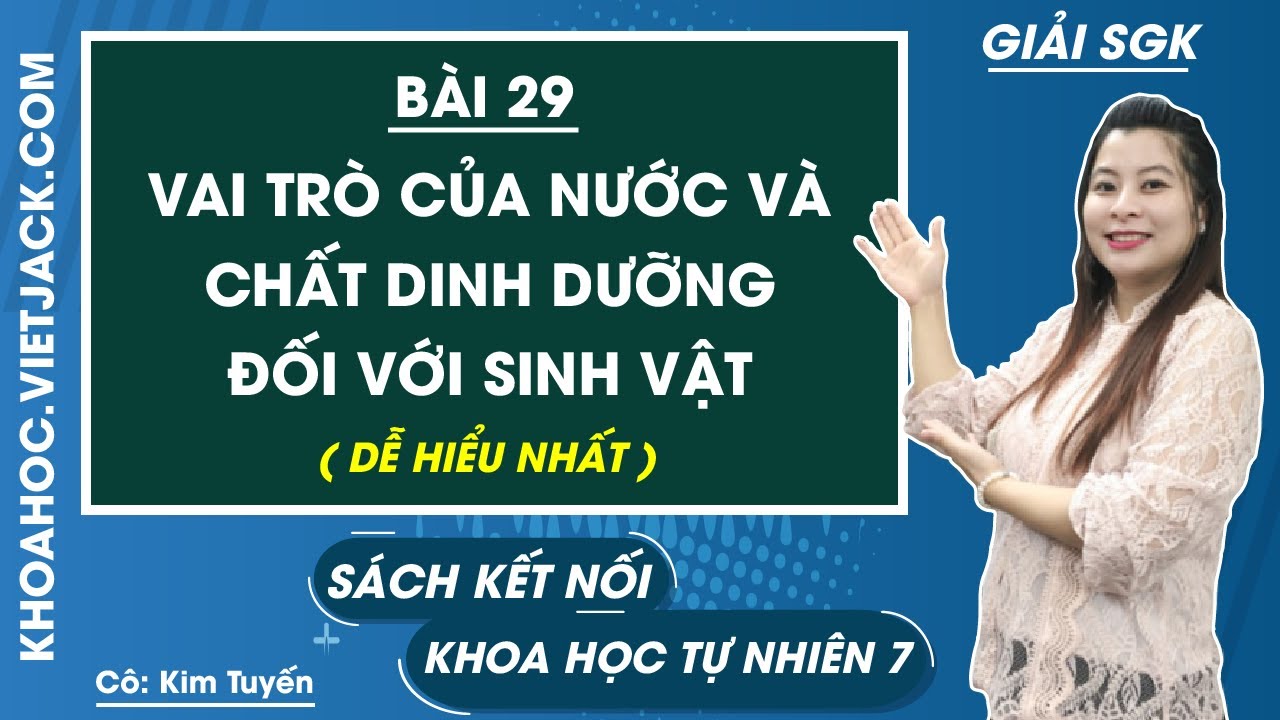 KHOAHOC.VIETJACK.COM
GIẢI SGK
BÀI 29
VAI TRÒ CỦA NƯỚC VÀ
CHẤT DINH DƯỠNG
ĐỐI VỚI SINH VẬT
( DỄ HIỂU NHẤT )
SÁCH KẾT NỐI
KHOA HỌC TỰ NHIÊN 7
Cô: Kim Tuyến